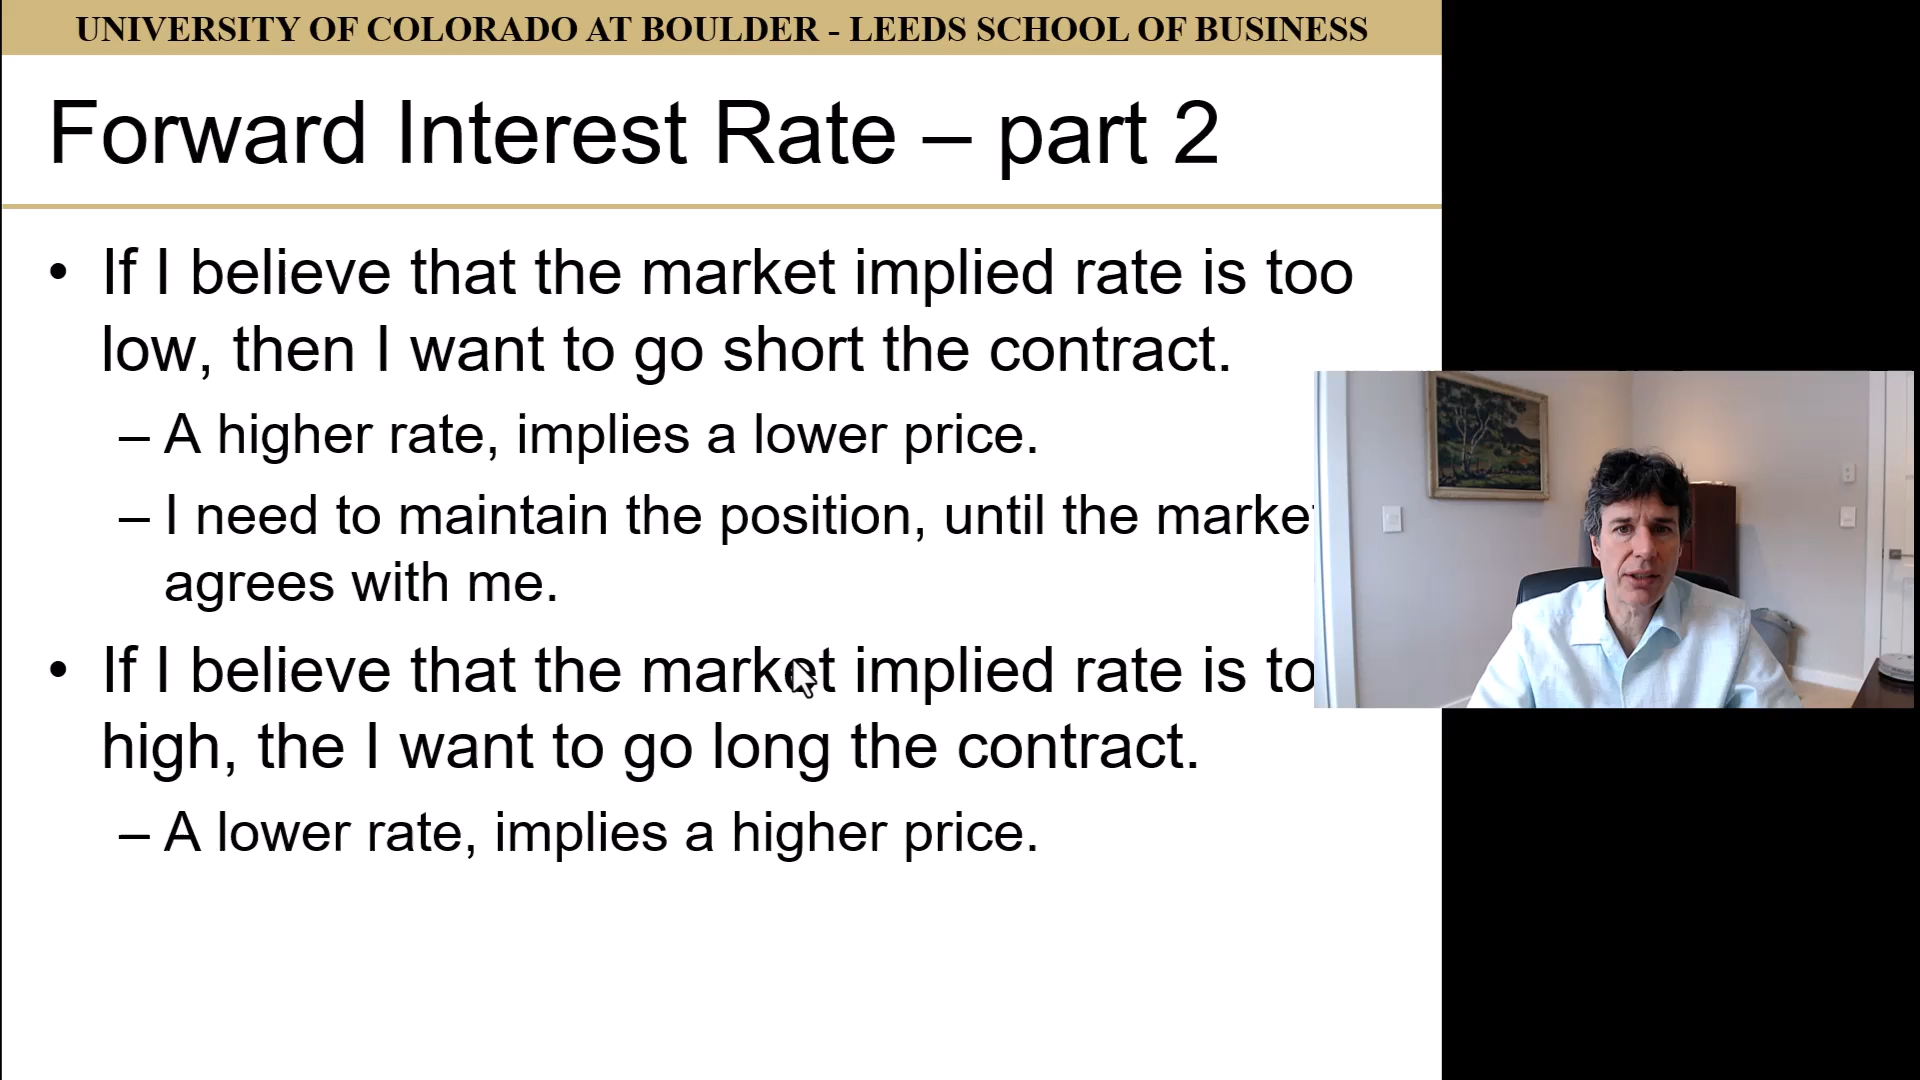 UNIVERSITY OF COLORADO AT BOULDER - LEEDS SCHOOL OF BUSINESS
Forward Interest Rate – part 2
• If I believe that the market implied rate is too
low, then I want to go short the contract.
– A higher rate, implies a lower price.
– I need to maintain the position, until the market
agrees with me.
• If I believe that the market implied rate is to
high, the I want to go long the contract.
– A lower rate, implies a higher price.